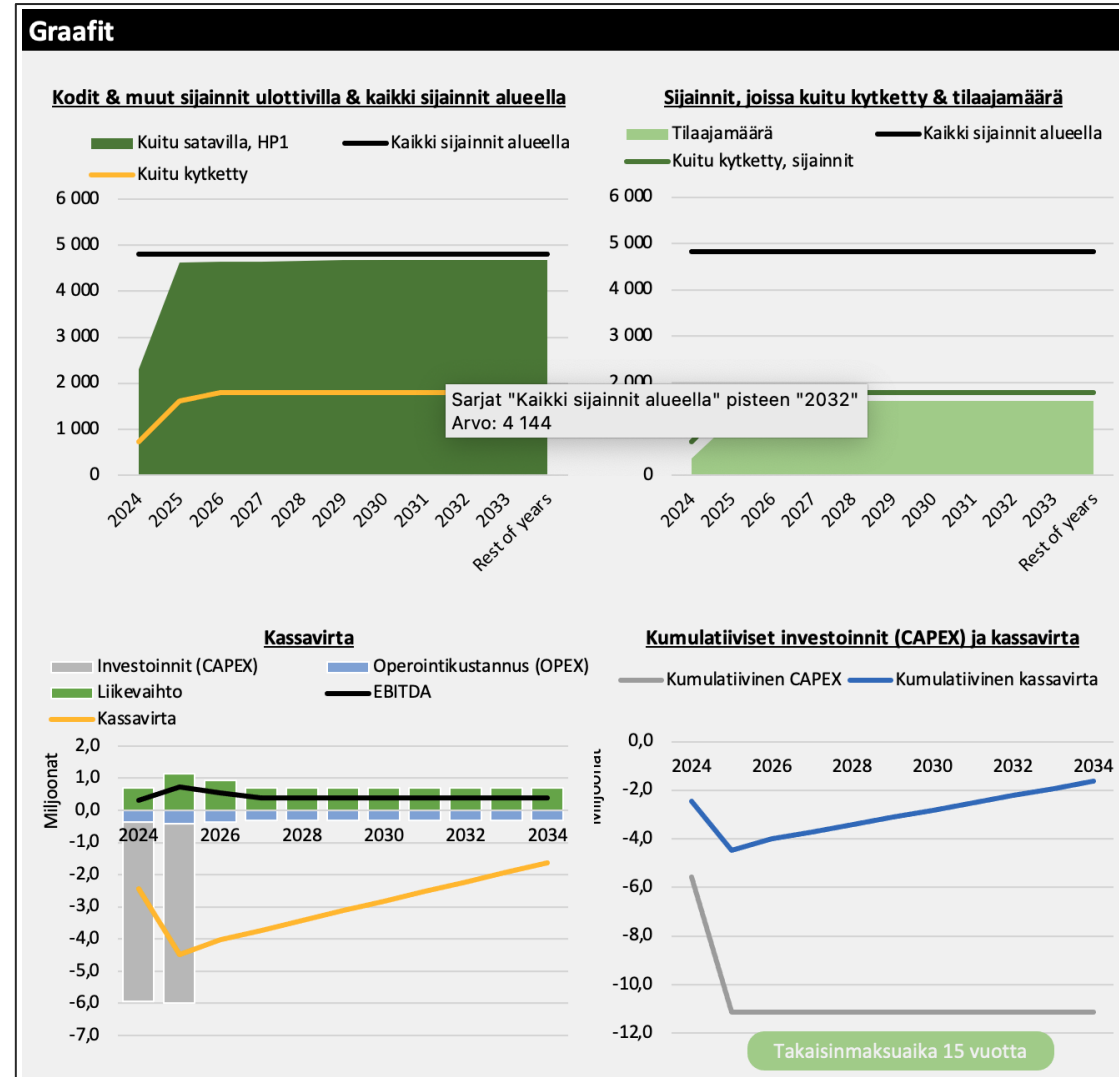 Graafit
Kodit & muut sijainnit ulottivilla & kaikki sijainnit alueella
Kuitu satavilla, HP1
Kaikki sijainnit alueella
Kuitu kytketty
6 000
5 000
4 000
3 000
2 000
1 000
0
2024
2025
2026
2027
2028
2029
2030
2031
2032
2033
Rest of years
Sijainnit, joissa kuitu kytketty & tilaajamäärä
Tilaajamäärä
Kaikki sijainnit alueella
Kuitu kytketty, sijainnit
6 000
5 000
4 000
3 000
2 000
Sarjat "Kaikki sijainnit alueella" pisteen "2032"
Arvo: 4 144
0
2024
2025
2026
2027
2028
2029
2030
2031
2032
2033
Rest of years
Kassavirta
Investoinnit (CAPEX)
Operointikustannus (OPEX)
Liikevaihto
EBITDA
Kassavirta
Miljoonat
2,0
1,0
0,0
-1,0
-2,0
-3,0
-4,0
-5,0
-6,0
-7,0
2024
2026
2028
2030
2032
2034
Kumulatiiviset investoinnit (CAPEX) ja kassavirta
Kumulatiivinen CAPEX
Kumulatiivinen kassavirta
Miljoonat
0,0
-2,0
-4,0
-6,0
-8,0
-10,0
-12,0
2024
2026
2028
2030
2032
2034
Takaisinmaksuaika 15 vuotta